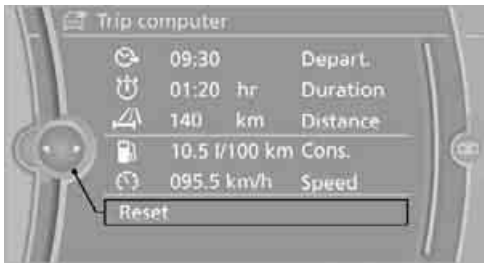 Trip computer
09:30 Depart.
01:20 hr Duration
140 km Distance
10.5 l/100 km Cons.
095.5 km/h Speed
Reset